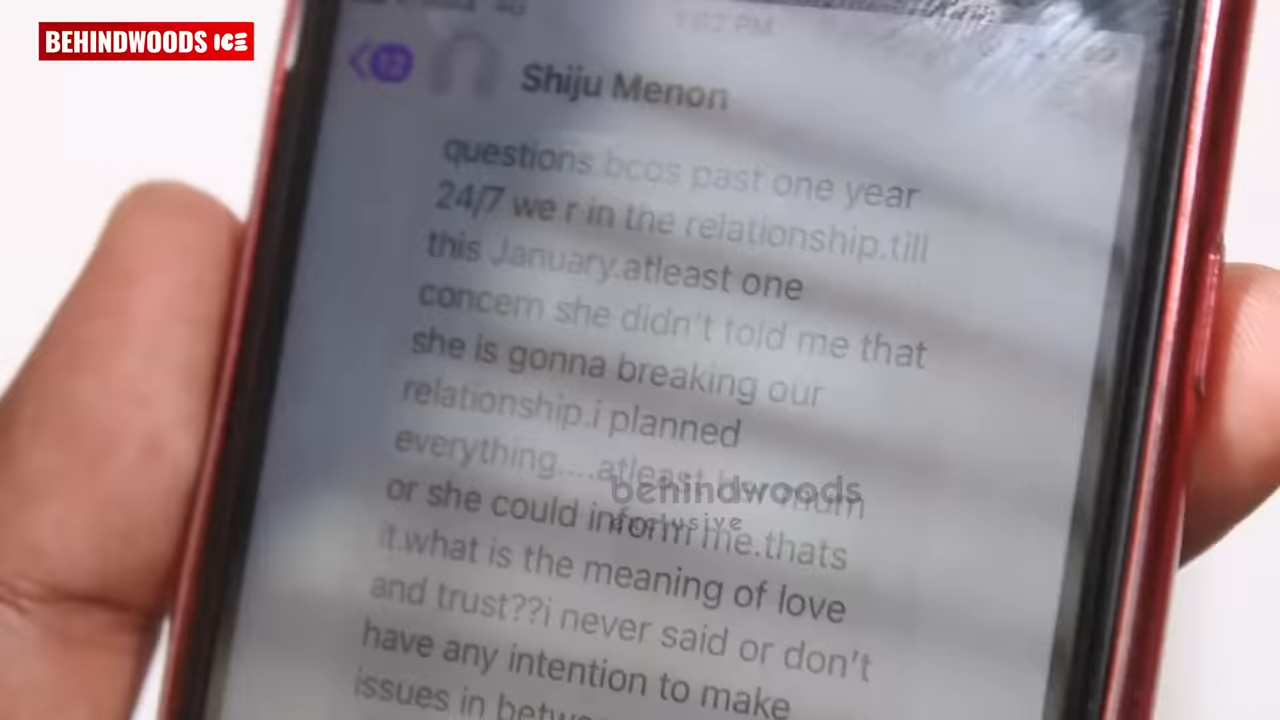 BEHINDWOODS ICE
12
Shiju Menon
questions bcos past one year
24/7 we r in the relationship.till
this January.atleast one
concern she didn't told me that
she is gonna breaking our
relationship.i planned
everything....atleast her mum
or she could inform me.thats
it.what is the meaning of love
and trust??i never said or don't
have any intention to make
issues in
behindwoods